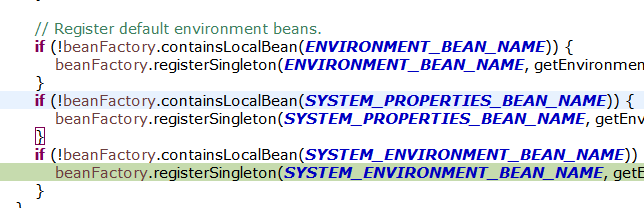 }
// Register default environment beans.
if (!beanFactory.containsLocalBean(ENVIRONMENT_BEAN_NAME)) {
beanFactory.registerSingleton(ENVIRONMENT_BEAN_NAME, getEnvironmen
}
if (!beanFactory.containsLocalBean(SYSTEM_PROPERTIES_BEAN_NAME)) {
beanFactory.registerSingleton(SYSTEM_PROPERTIES_BEAN_NAME, getEnv
}
if (!beanFactory.containsLocalBean(SYSTEM_ENVIRONMENT_BEAN_NAME))
beanFactory.registerSingleton(SYSTEM_ENVIRONMENT_BEAN_NAME, getE
}
}